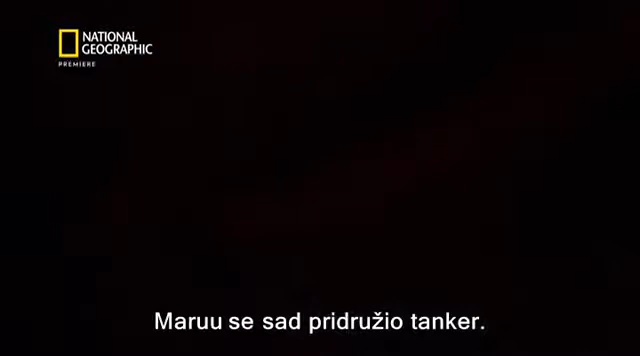 NATIONAL
GEOGRAPHIC
PREMIERE
Maruu se sad pridružio tanker.